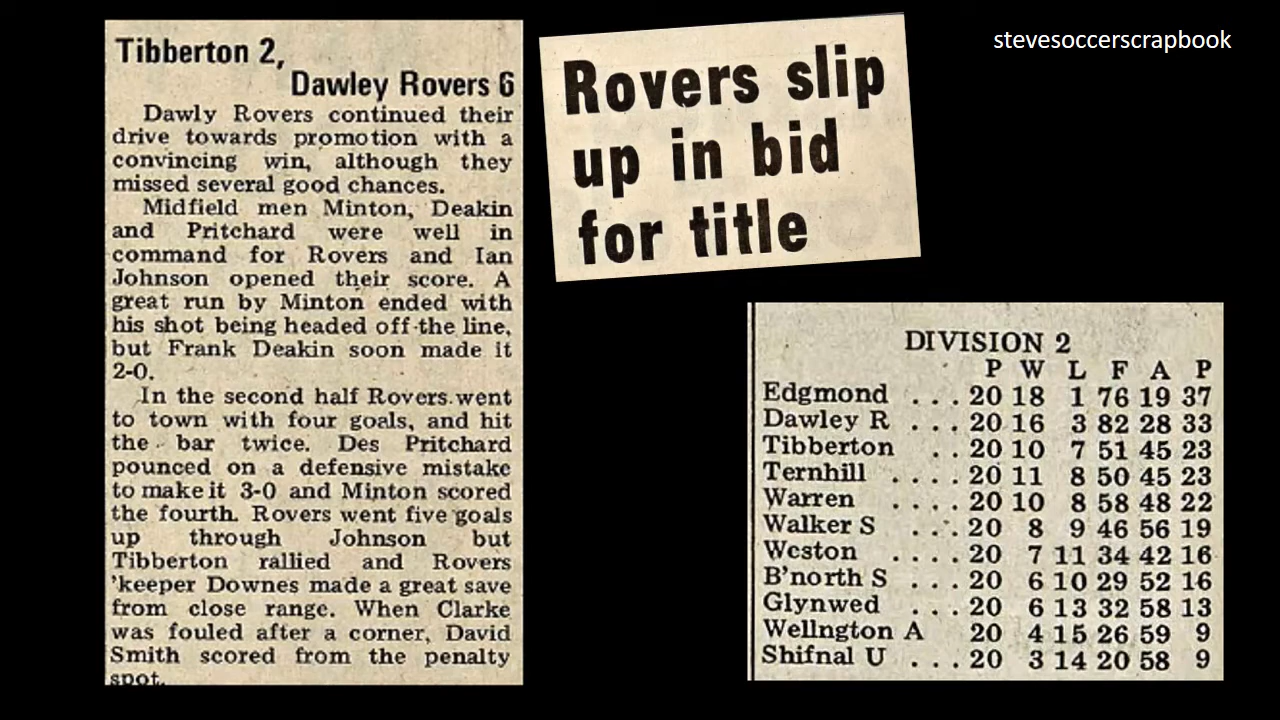 Tibberton 2,
Dawley Rovers 6
Dawly Rovers continued their
drive towards promotion with a
convincing win, although they
missed several good chances.
Midfield men Minton, Deakin
and Pritchard were well in
command for Rovers and Ian
Johnson opened their score. A
great run by Minton ended with
his shot being headed off the line,
but Frank Deakin soon made it
2-0.
In the second half Rovers went
to town with four goals, and hit
the bar twice. Des Pritchard
pounced on a defensive mistake
to make it 3-0 and Minton scored
the fourth. Rovers went five goals
up through Johnson but
Tibberton rallied and Rovers
'keeper Downes made a great save
from close range. When Clarke
was fouled after a corner, David
Smith scored from the penalty
spot.
Rovers slip
up in bid
for title
stevesoccerscrapbook
DIVISION 2
P W L F A P
Edgmond ... 20 18 1 76 19 37
Dawley R ... 20 16 3 82 28 33
Tibberton .. 20 10 7 51 45 23
Ternhill .... 20 11 8 50 45 23
Warren .... 20 10 8 58 48 22
Walker S ... 20 8 9 46 56 19
Weston .... 20 7 11 34 42 16
B'north S ... 20 6 10 29 52 16
Glynwed ... 20 6 13 32 58 13
Wellngton A 20 4 15 26 59 9
Shifnal U ... 20 3 14 20 58 9